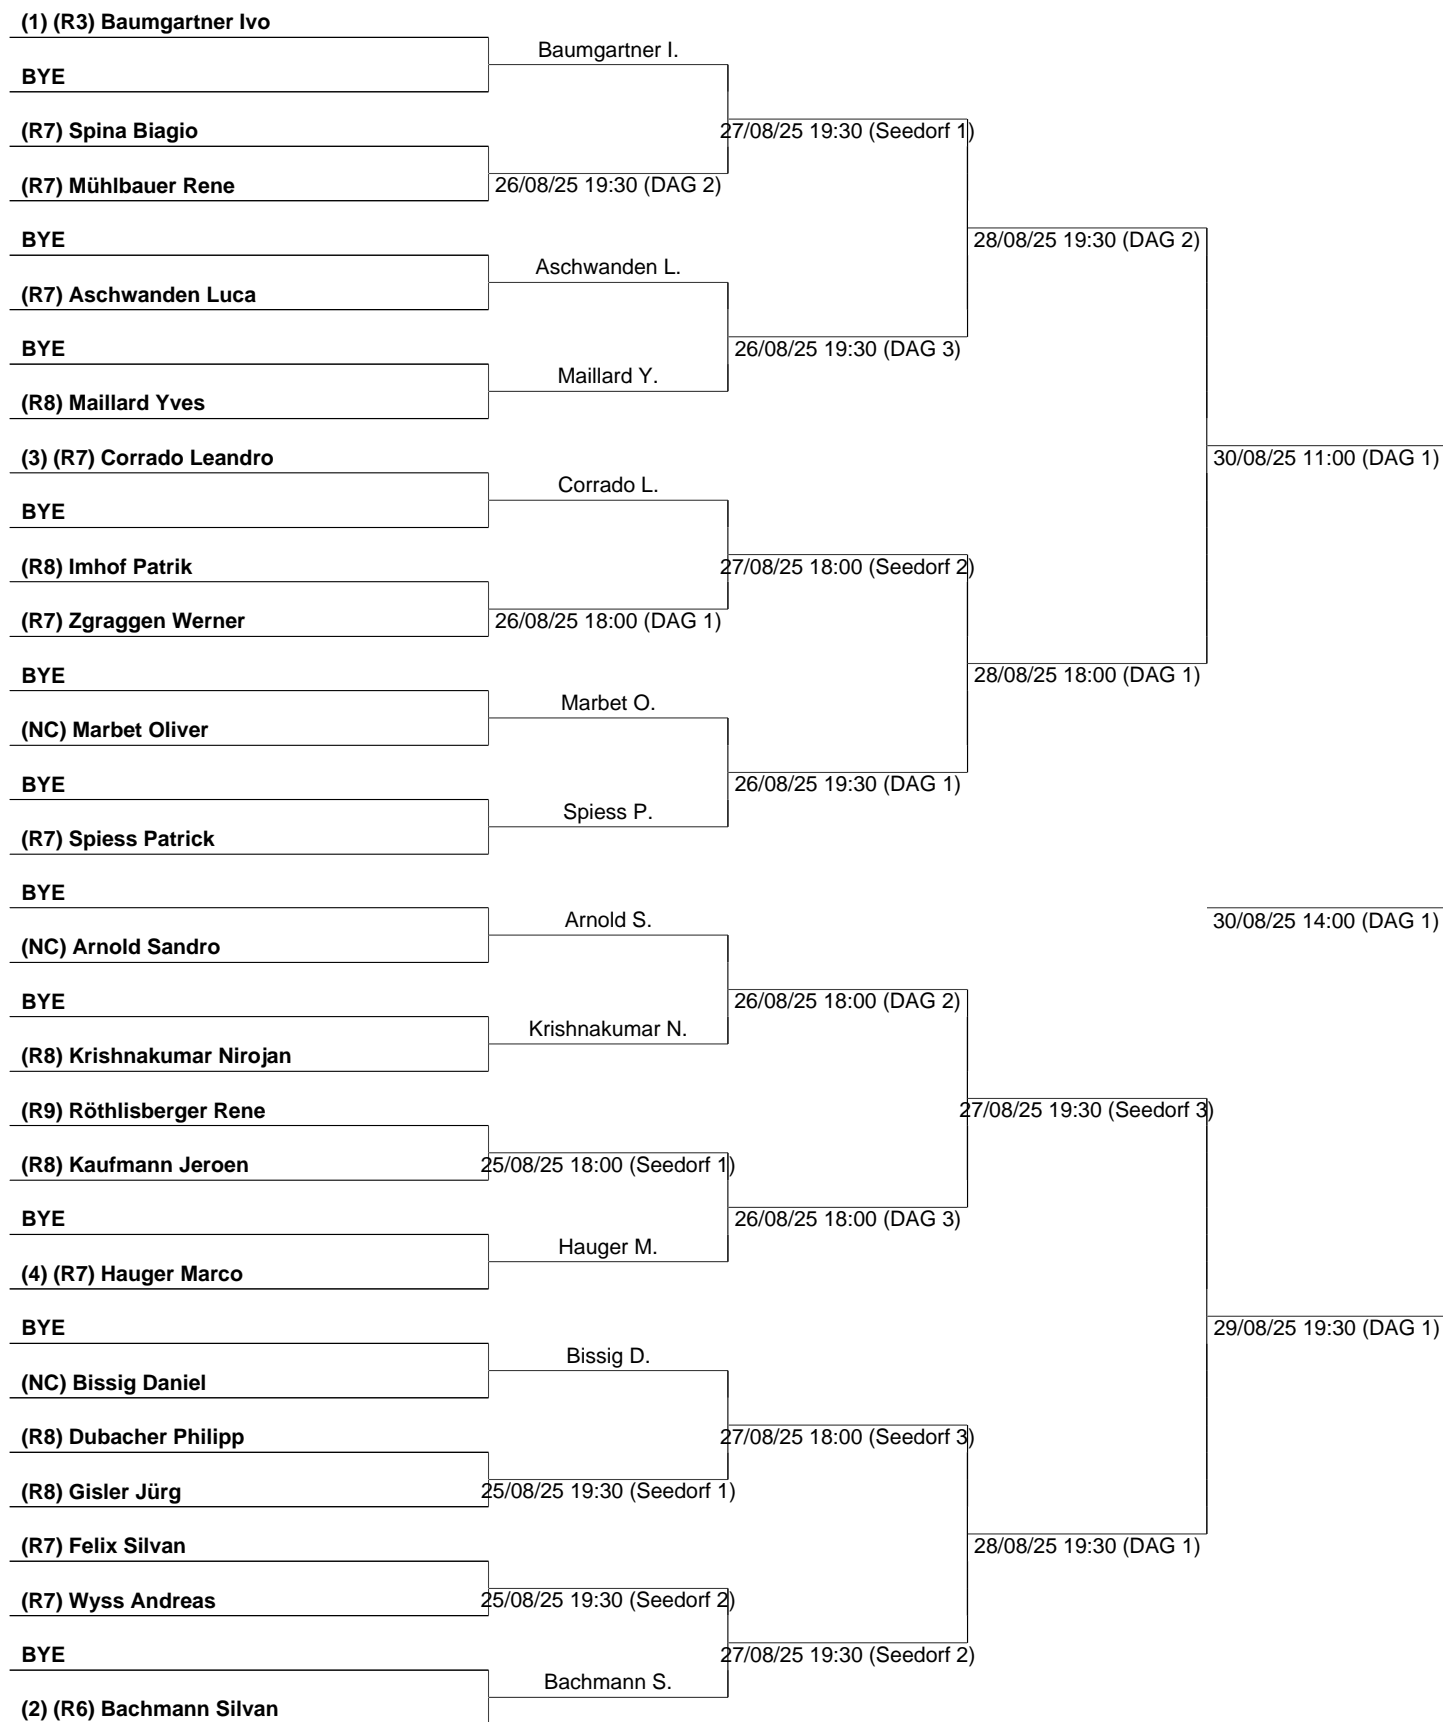 (1) (R3) Baumgartner Ivo
Baumgartner I.
BYE
27/08/25 19:30 (Seedorf 1)
(R7) Spina Biagio
(R7) Mühlbauer Rene
26/08/25 19:30 (DAG 2)
BYE
28/08/25 19:30 (DAG 2)
Aschwanden L.
(R7) Aschwanden Luca
BYE
26/08/25 19:30 (DAG 3)
Maillard Y.
(R8) Maillard Yves
(3) (R7) Corrado Leandro
30/08/25 11:00 (DAG 1)
Corrado L.
BYE
(R8) Imhof Patrik
27/08/25 18:00 (Seedorf 2)
(R7) Zgraggen Werner
26/08/25 18:00 (DAG 1)
BYE
28/08/25 18:00 (DAG 1)
Marbet O.
(NC) Marbet Oliver
BYE
26/08/25 19:30 (DAG 1)
Spiess P.
(R7) Spiess Patrick
BYE
Arnold S.
30/08/25 14:00 (DAG 1)
(NC) Arnold Sandro
BYE
26/08/25 18:00 (DAG 2)
Krishnakumar N.
(R8) Krishnakumar Nirojan
(R9) Röthlisberger Rene
27/08/25 19:30 (Seedorf 3)
(R8) Kaufmann Jeroen
25/08/25 18:00 (Seedorf 1)
BYE
26/08/25 18:00 (DAG 3)
Hauger M.
(4) (R7) Hauger Marco
BYE
29/08/25 19:30 (DAG 1)
Bissig D.
(NC) Bissig Daniel
(R8) Dubacher Philipp
27/08/25 18:00 (Seedorf 3)
(R8) Gisler Jürg
25/08/25 19:30 (Seedorf 1)
(R7) Felix Silvan
28/08/25 19:30 (DAG 1)
(R7) Wyss Andreas
25/08/25 19:30 (Seedorf 2)
BYE
27/08/25 19:30 (Seedorf 2)
Bachmann S.
(2) (R6) Bachmann Silvan